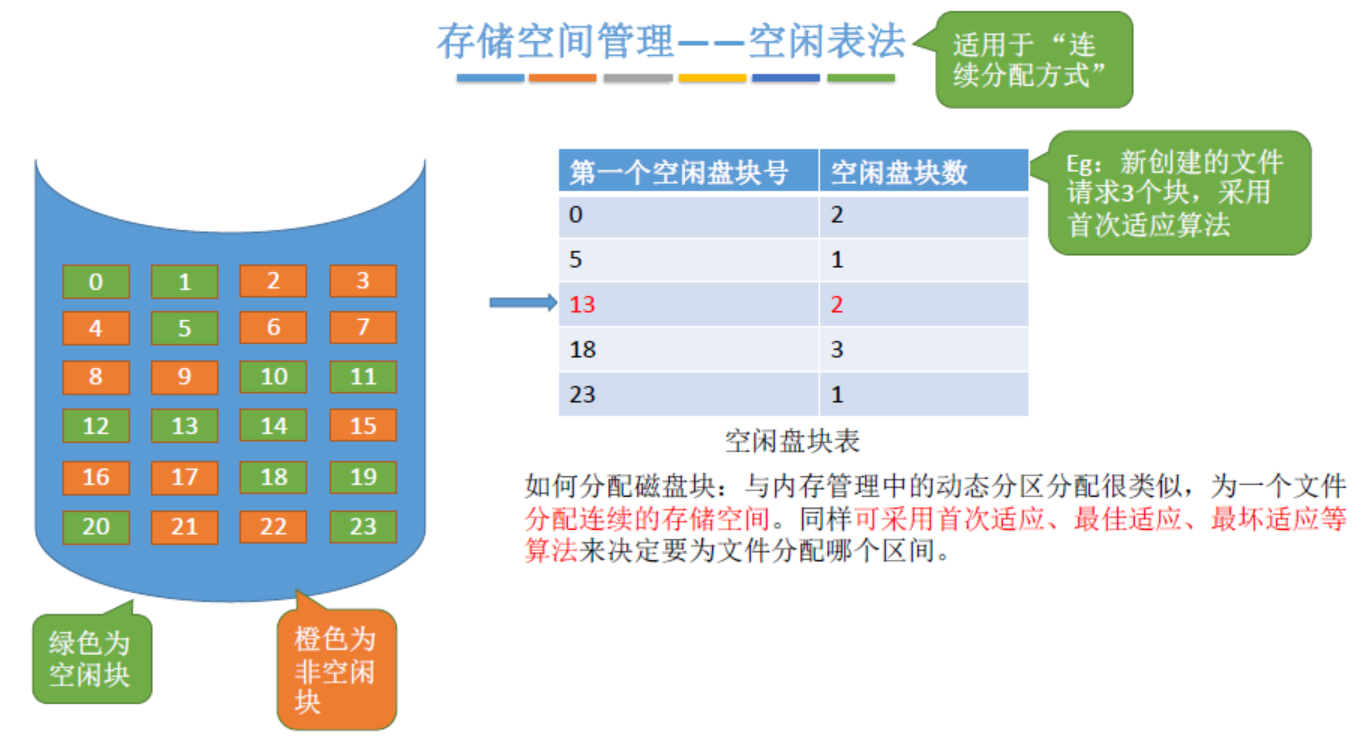 存储空间管理——空闲表法
适用于 “连
续分配方式”
第一个空闲盘块号 空闲盘块数
0 2
5 1
13 2
18 3
23 1
空闲盘块表
Eg：新创建的文件
请求3个块，采用
首次适应算法
0 1 2 3
4 5 6 7
8 9 10 11
12 13 14 15
16 17 18 19
20 21 22 23
绿色为
空闲块
橙色为
非空闲
块
如何分配磁盘块：与内存管理中的动态分区分配很类似，为一个文件
分配连续的存储空间。同样可采用首次适应、最佳适应、最坏适应等
算法来决定要为文件分配哪个区间。